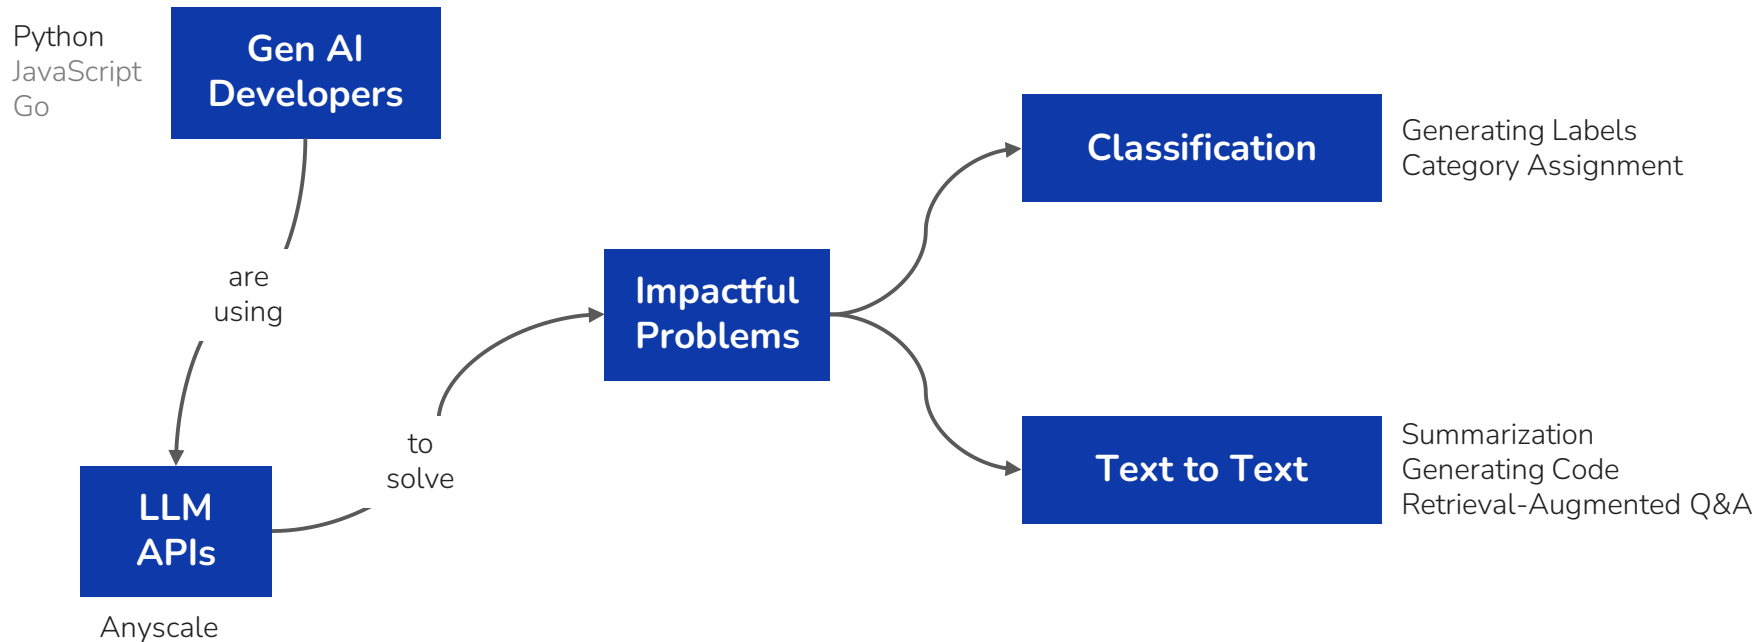 Python
JavaScript
Go
Gen AI
Developers
are
using
LLM
APIs
Anyscale
to
solve
Impactful
Problems
Classification
Generating Labels
Category Assignment
Text to Text
Summarization
Generating Code
Retrieval-Augmented Q&A